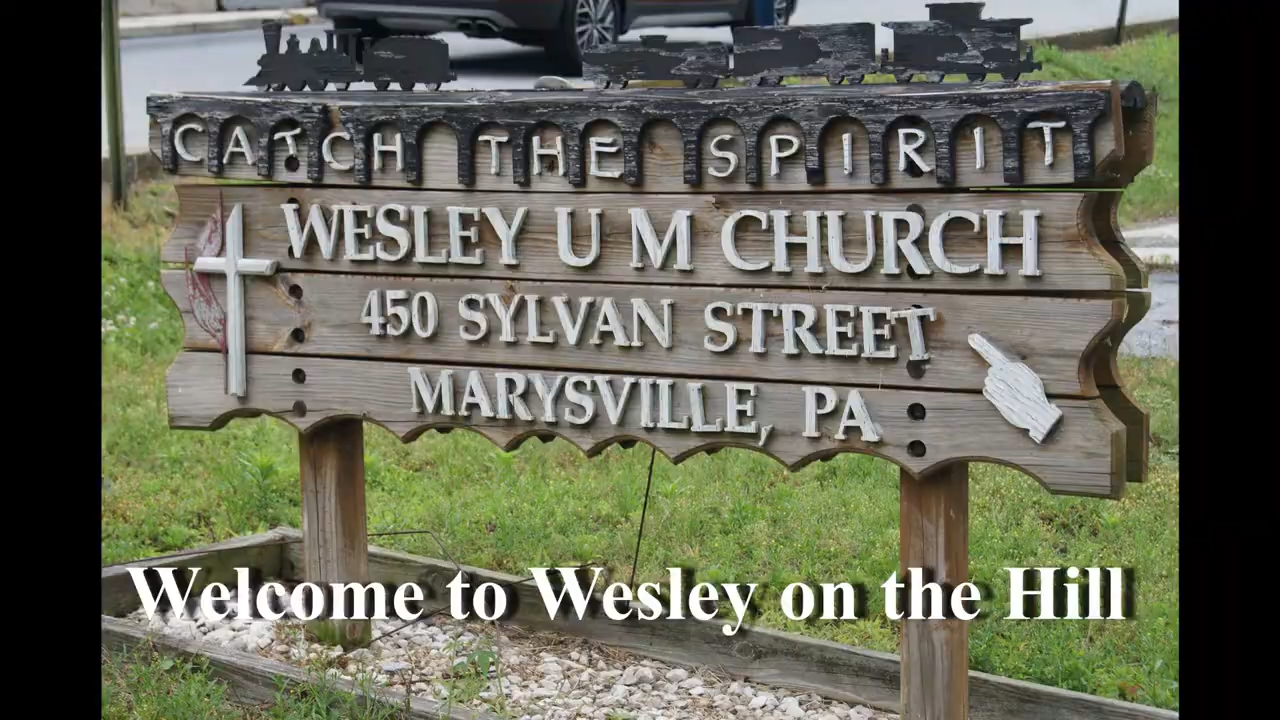 CATCH THE SPIRIT
WESLEY U M CHURCH
450 SYLVAN STREET
MARYSVILLE, PA
Welcome to Wesley on the Hill